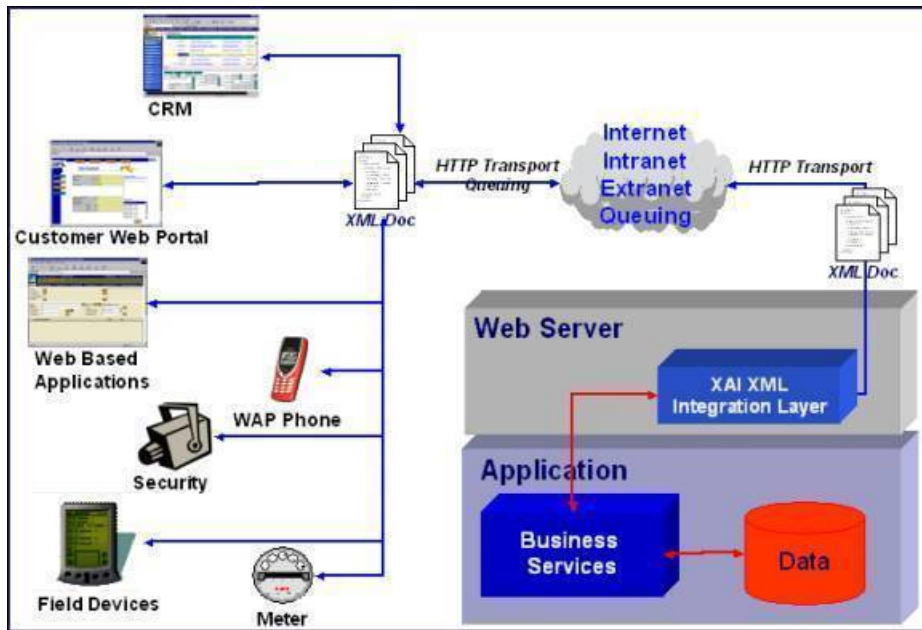 CRM
Customer Web Portal
Web Based
Applications
WAP Phone
Security
Field Devices
Meter
XML Doc
HTTP Transport
Queuing
Internet
Intranet
Extranet
Queuing
HTTP Transport
XML Doc
Web Server
XAI XML
Integration Layer
Application
Business
Services
Data